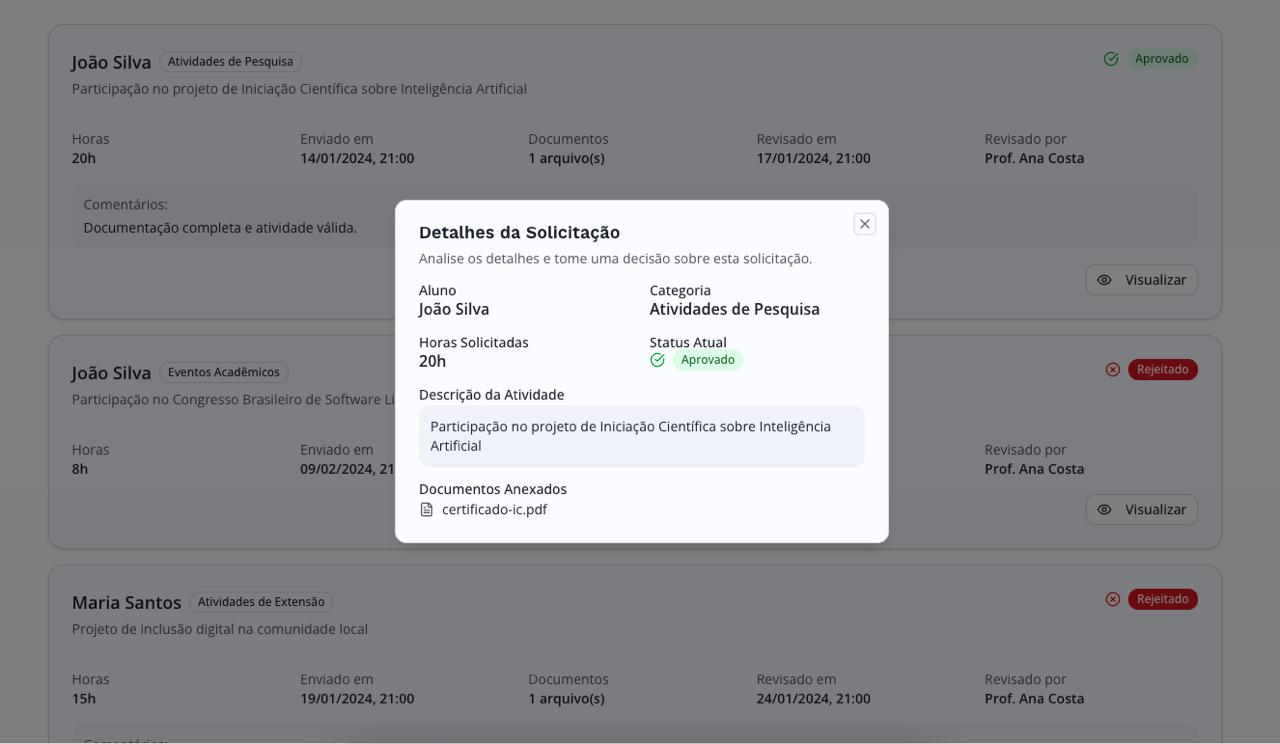 João Silva Atividades de Pesquisa Aprovado
Participação no projeto de Iniciação Científica sobre Inteligência Artificial
Horas Enviado em Documentos Revisado em Revisado por
20h 14/01/2024, 21:00 1 arquivo(s) 17/01/2024, 21:00 Prof. Ana Costa
Comentários:
Documentação completa e atividade válida.
Visualizar
Detalhes da Solicitação
Analise os detalhes e tome uma decisão sobre esta solicitação.
Aluno Categoria
João Silva Atividades de Pesquisa
Horas Solicitadas Status Atual
20h Aprovado
Descrição da Atividade
Participação no projeto de Iniciação Científica sobre Inteligência
Artificial
Documentos Anexados
certificado-ic.pdf
João Silva Eventos Acadêmicos Rejeitado
Participação no Congresso Brasileiro de Software Li
Horas Enviado em Revisado por
8h 09/02/2024, 21 Prof. Ana Costa
Visualizar
Maria Santos Atividades de Extensão Rejeitado
Projeto de inclusão digital na comunidade local
Horas Enviado em Documentos Revisado em Revisado por
15h 19/01/2024, 21:00 1 arquivo(s) 24/01/2024, 21:00 Prof. Ana Costa
Comentários: